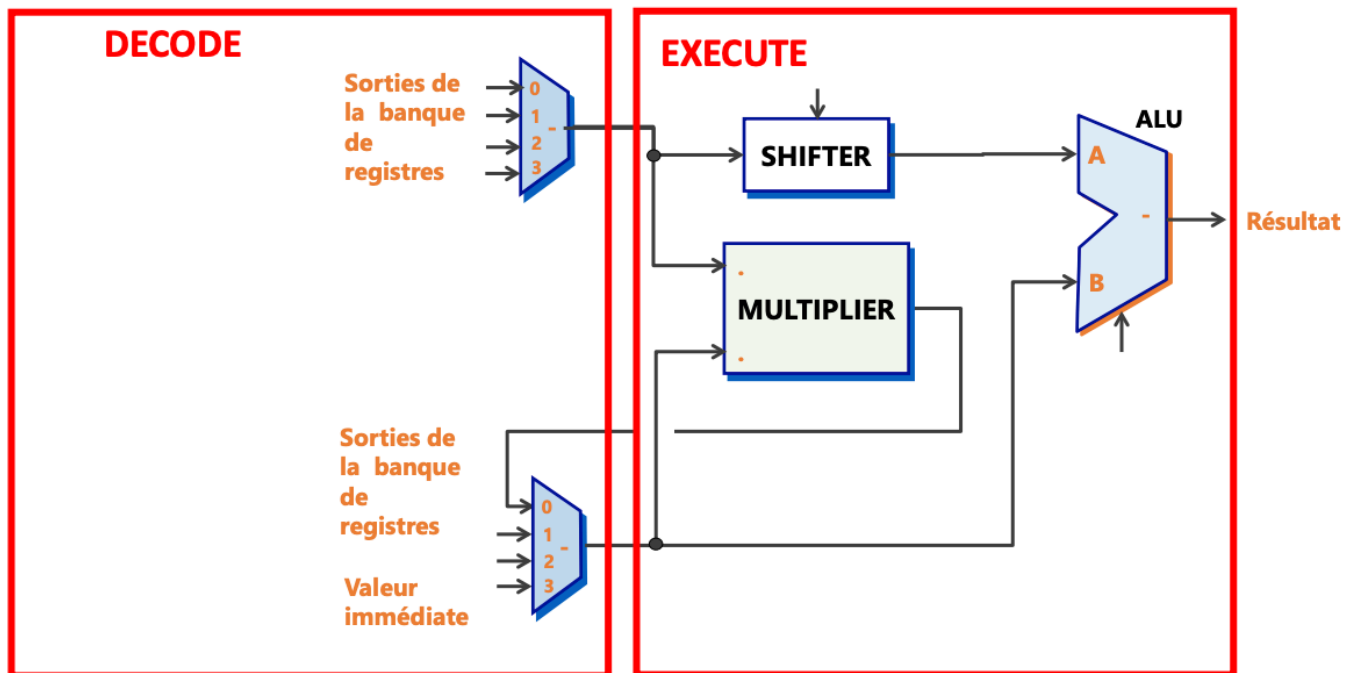 DECODE
Sorties de
la banque
de
registres
0
1
-
2
3
EXECUTE
SHIFTER
ALU
A
-
B
Résultat
.
MULTIPLIER
.
Sorties de
la banque
de
registres
Valeur
immédiate
0
1
-
2
3